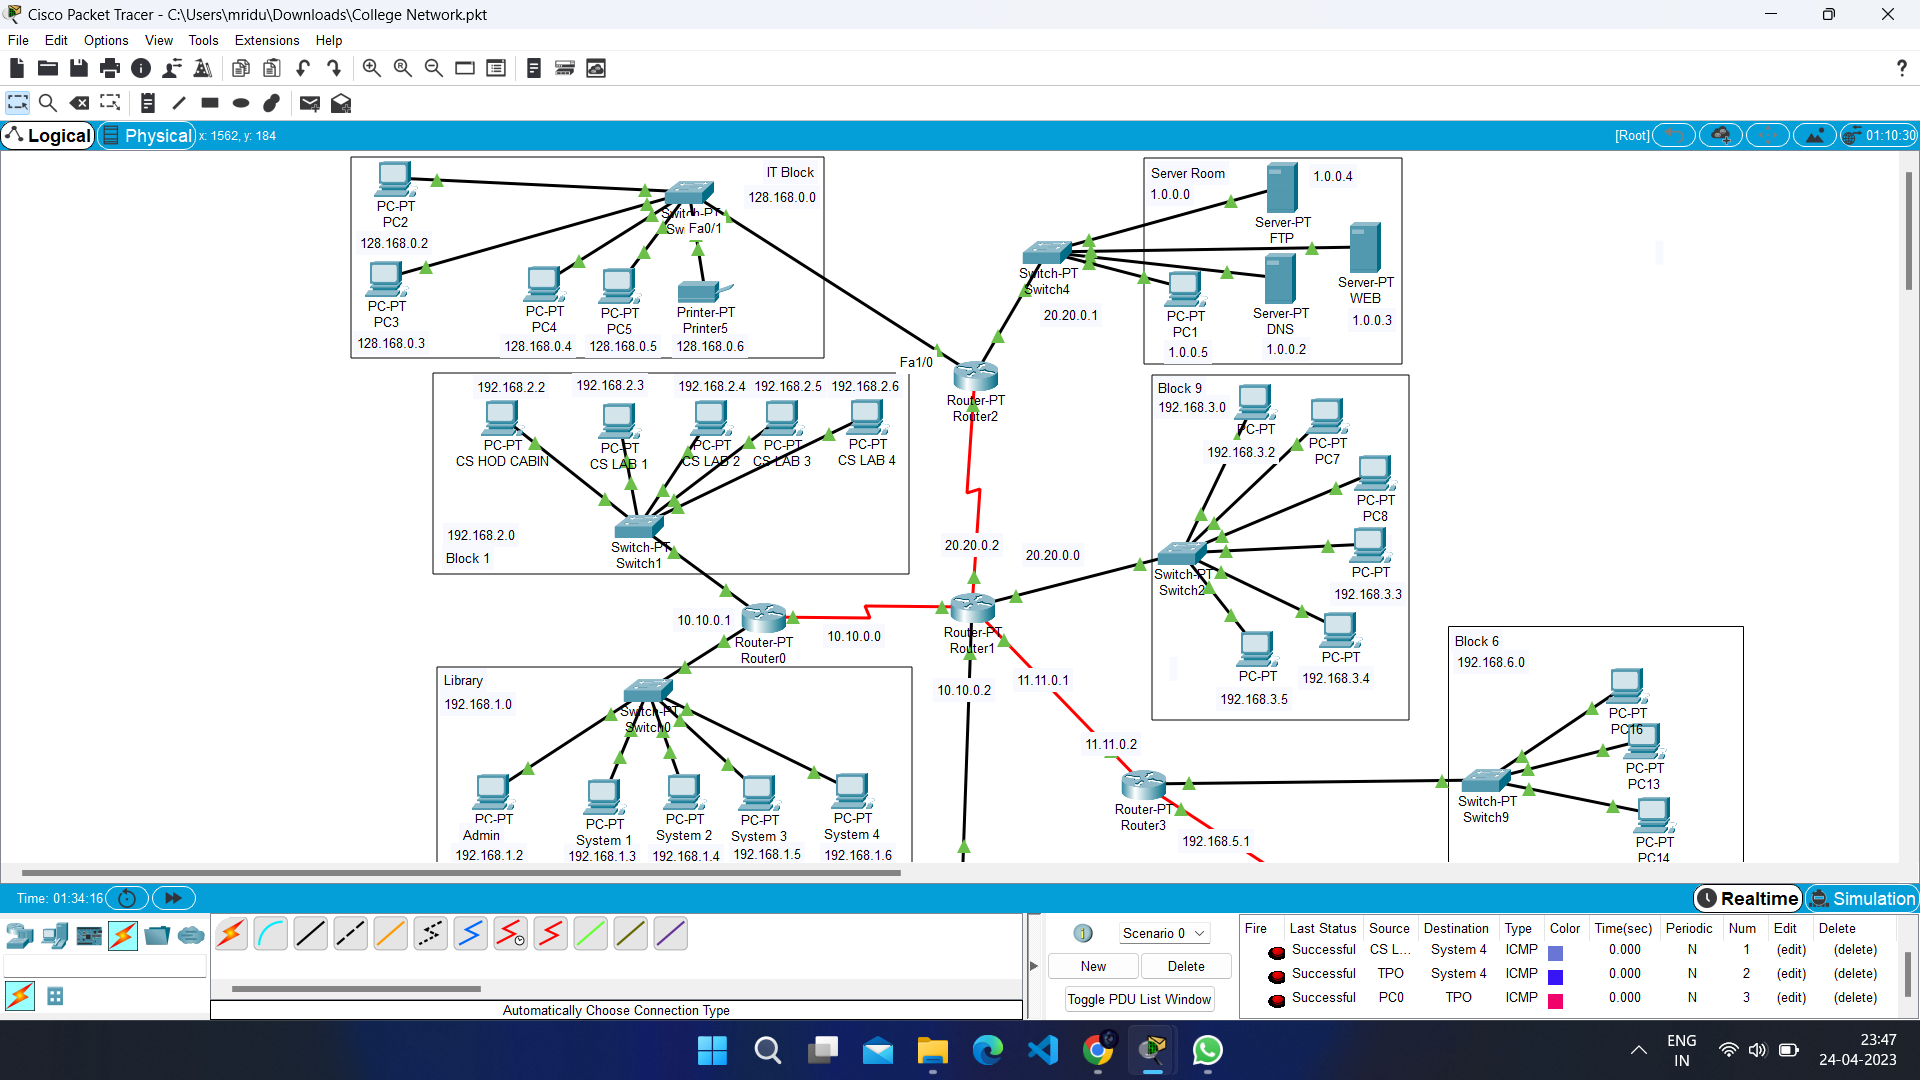 Cisco Packet Tracer - C:\Users\mridu\Downloads\College Network.pkt
File Edit Options View Tools Extensions Help
Logical Physical x: 1562, y: 184 [Root] 01:10:30
IT Block
128.168.0.0
PC-PT
PC2
128.168.0.2
Switch-PT
Sw Fa0/1
PC-PT
PC3
128.168.0.3
PC-PT
PC4
128.168.0.4
PC-PT
PC5
128.168.0.5
Printer-PT
Printer5
128.168.0.6
Server Room
1.0.0.0
1.0.0.4
Server-PT
FTP
Switch-PT
Switch4
20.20.0.1
Server-PT
WEB
1.0.0.3
PC-PT
PC1
1.0.0.5
Server-PT
DNS
1.0.0.2
Fa1/0
Router-PT
Router2
192.168.2.2 192.168.2.3 192.168.2.4 192.168.2.5 192.168.2.6
PC-PT
CS HOD CABIN
PC-PT
CS LAB 1
PC-PT
CS LAB 2
PC-PT
CS LAB 3
PC-PT
CS LAB 4
192.168.2.0
Block 1
Switch-PT
Switch1
Block 9
192.168.3.0
PC-PT
192.168.3.2
PC-PT
PC7
PC-PT
PC8
PC-PT
192.168.3.3
Switch-PT
Switch2
PC-PT
192.168.3.4
PC-PT
192.168.3.5
20.20.0.2
20.20.0.0
10.10.0.1
Router-PT
Router0
10.10.0.0
Router-PT
Router1
10.10.0.2
11.11.0.1
11.11.0.2
Router-PT
Router3
192.168.5.1
Block 6
192.168.6.0
PC-PT
PC16
PC-PT
PC13
Switch-PT
Switch9
PC-PT
PC14
Library
192.168.1.0
Switch-PT
Switch0
PC-PT
Admin
192.168.1.2
PC-PT
System 1
192.168.1.3
PC-PT
System 2
192.168.1.4
PC-PT
System 3
192.168.1.5
PC-PT
System 4
192.168.1.6
Time: 01:34:16 Realtime Simulation
Scenario 0
New Delete
Toggle PDU List Window
Automatically Choose Connection Type
Fire Last Status Source Destination Type Color Time(sec) Periodic Num Edit Delete
Successful CS L... System 4 ICMP 0.000 N 1 (edit) (delete)
Successful TPO System 4 ICMP 0.000 N 2 (edit) (delete)
Successful PC0 TPO ICMP 0.000 N 3 (edit) (delete)
ENG
IN
23:47
24-04-2023